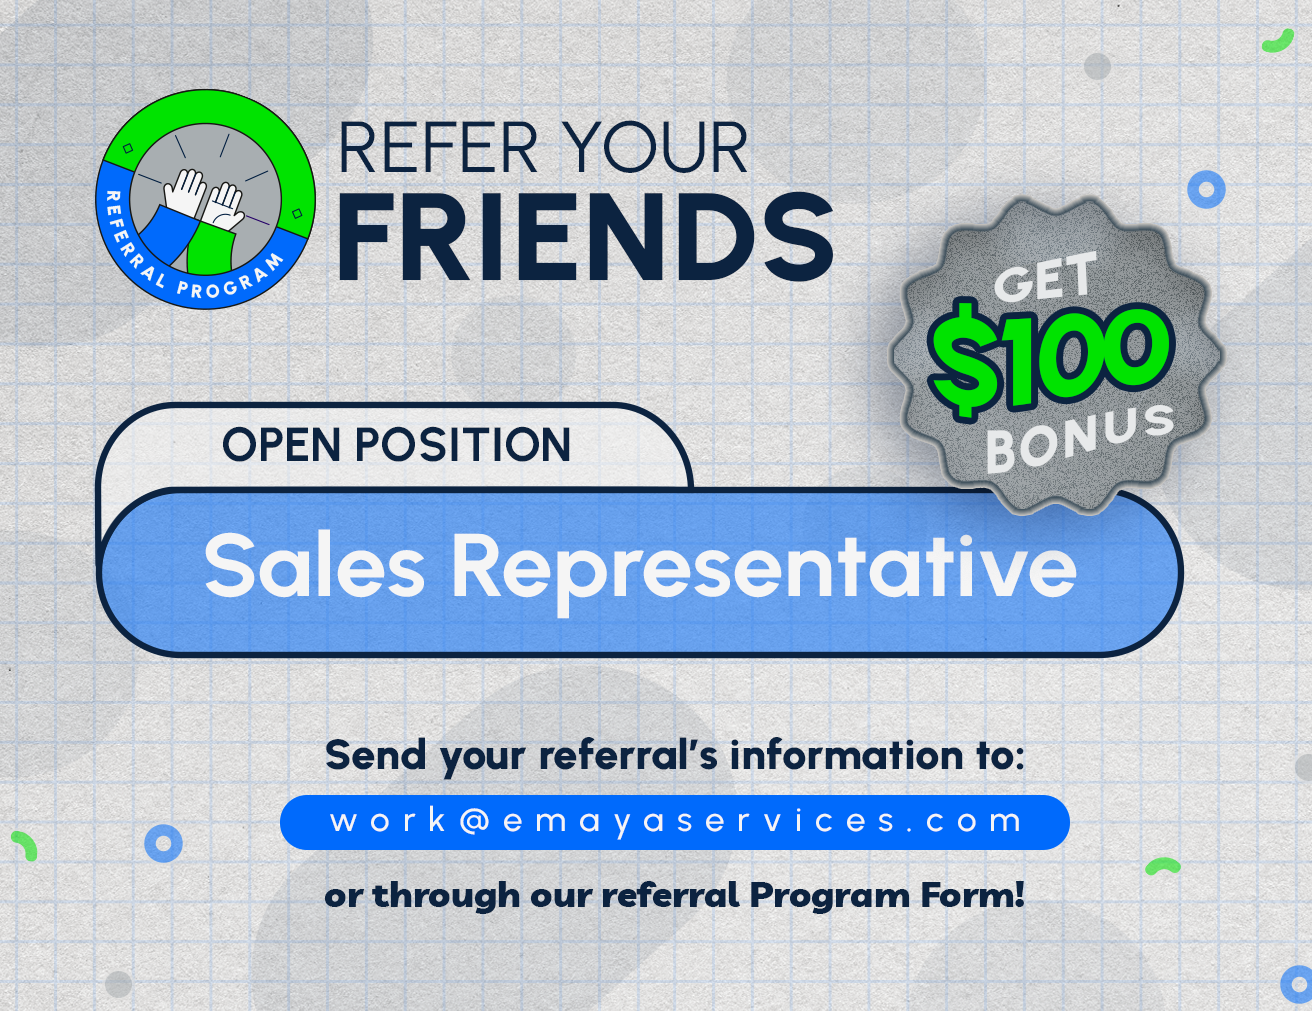 REFERRAL PROGRAM
REFER YOUR
FRIENDS
GET
$100
BONUS
OPEN POSITION
Sales Representative
Send your referral's information to:
work@emayaservices.com
or through our referral Program Form!